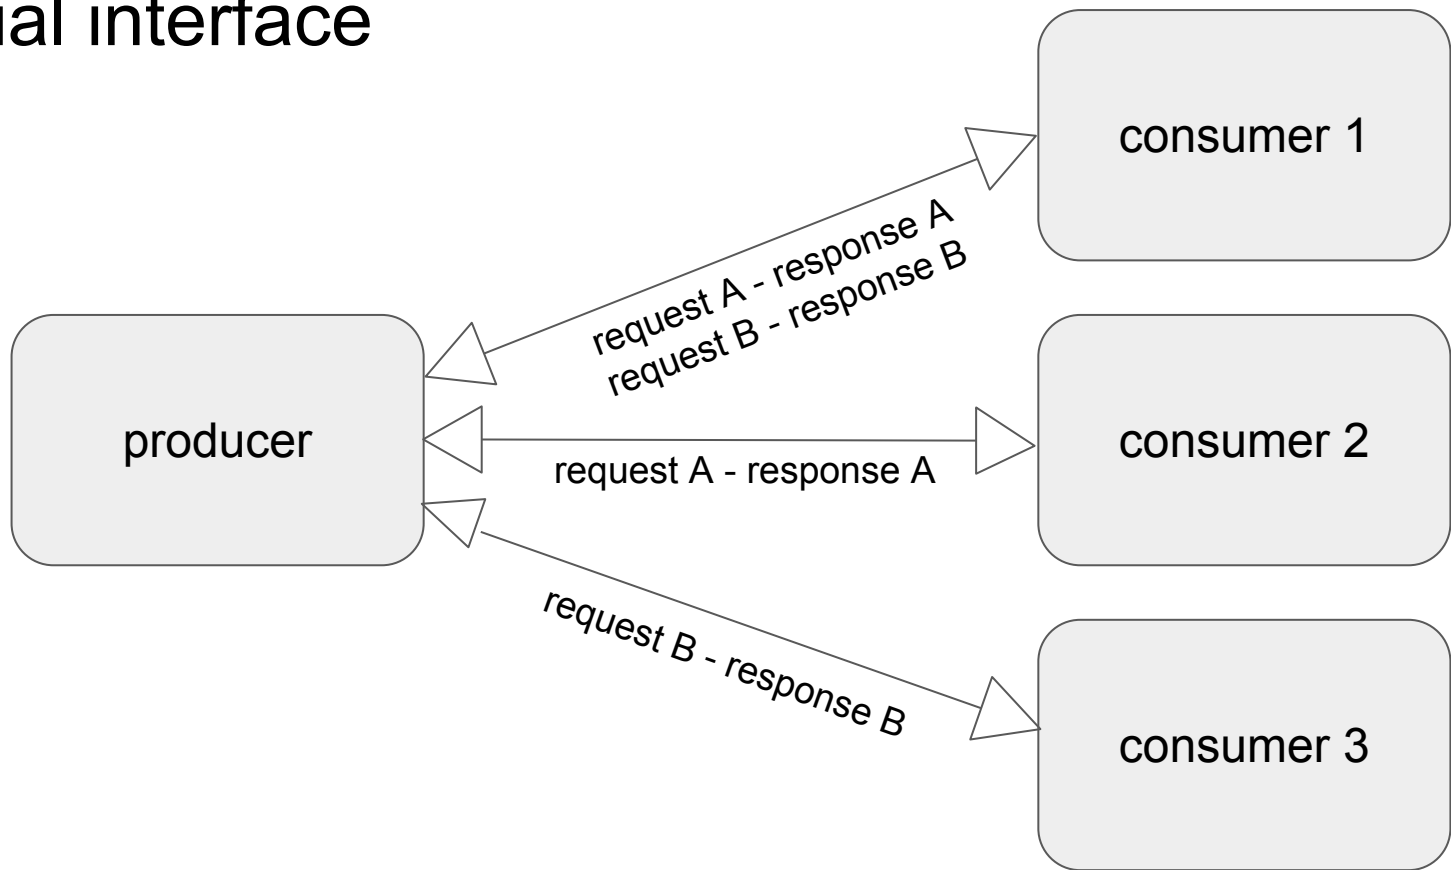 ual interface
consumer 1
request A - response A
request B - response B
producer
consumer 2
request A - response A
request B - response B
consumer 3